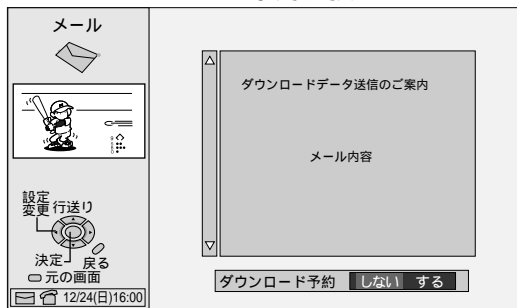 メール
設定
変更 行送り
決定 戻る
元の画面
12/24(日)16:00
ダウンロードデータ送信のご案内
メール内容
ダウンロード予約 しない する